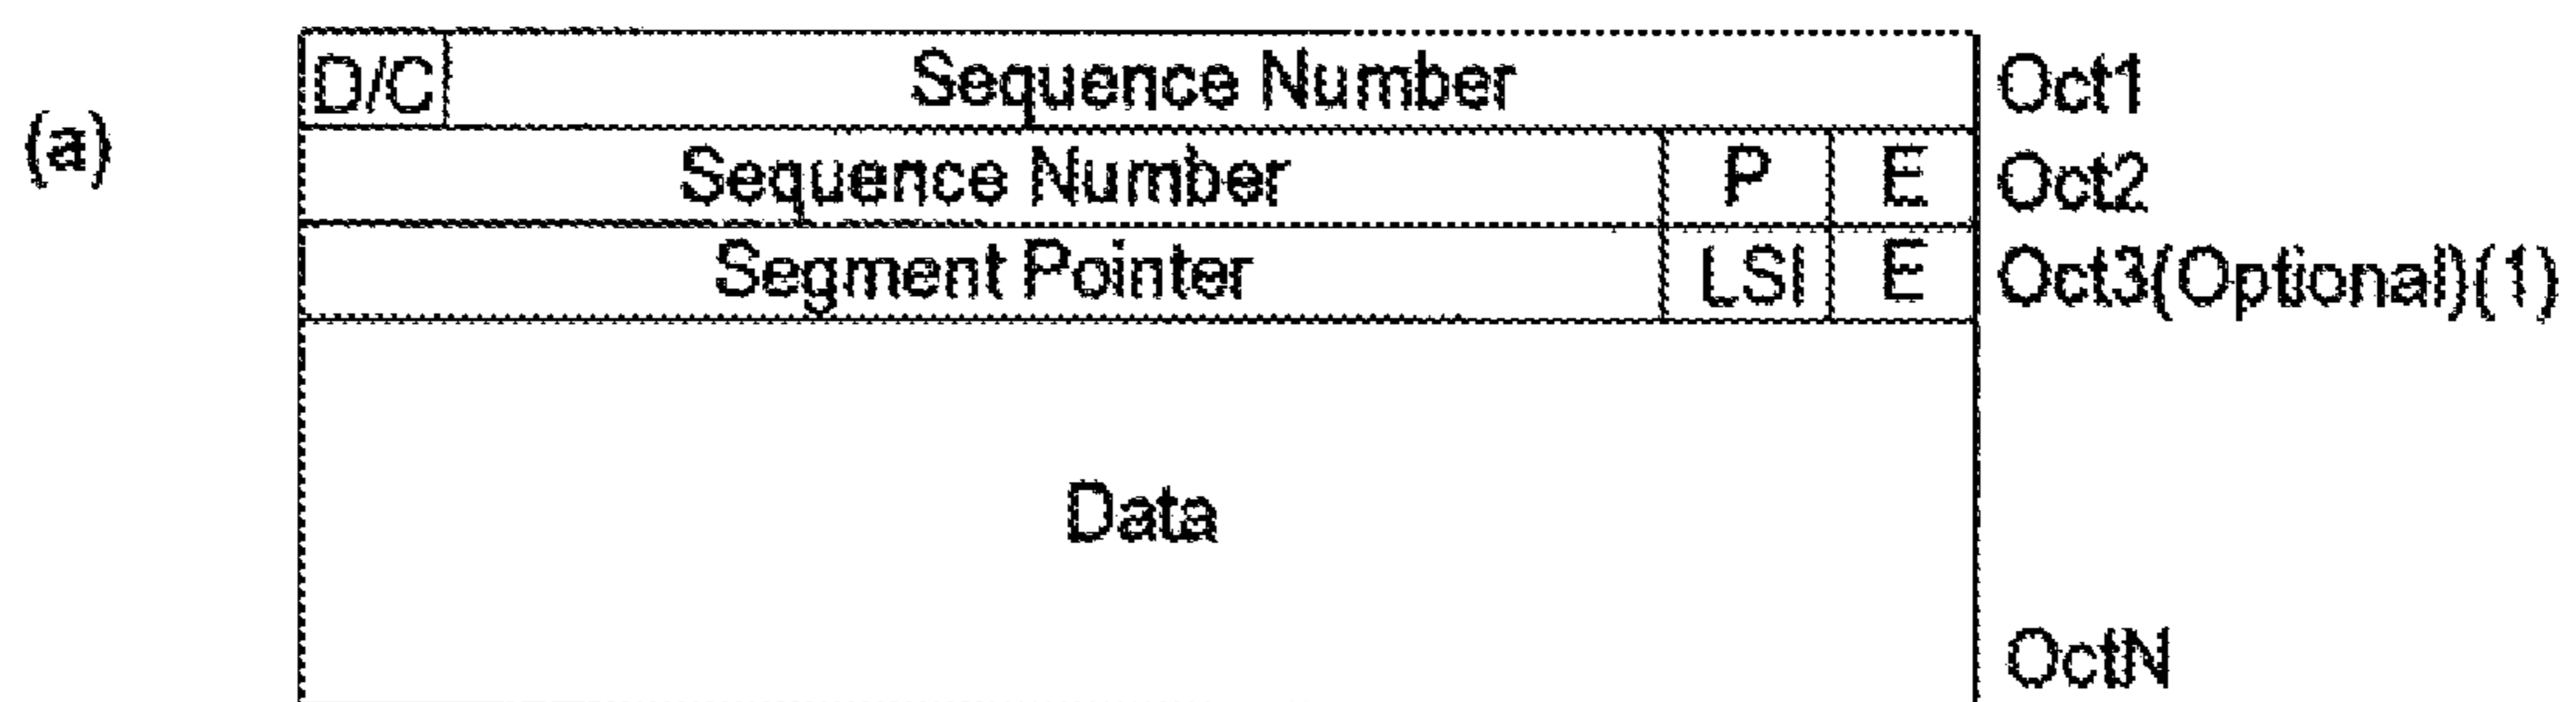 D/C Sequence Number Oct1
(a) Sequence Number P E Oct2
Segment Pointer LSI E Oct3(Optional)(1)
Data
OctN